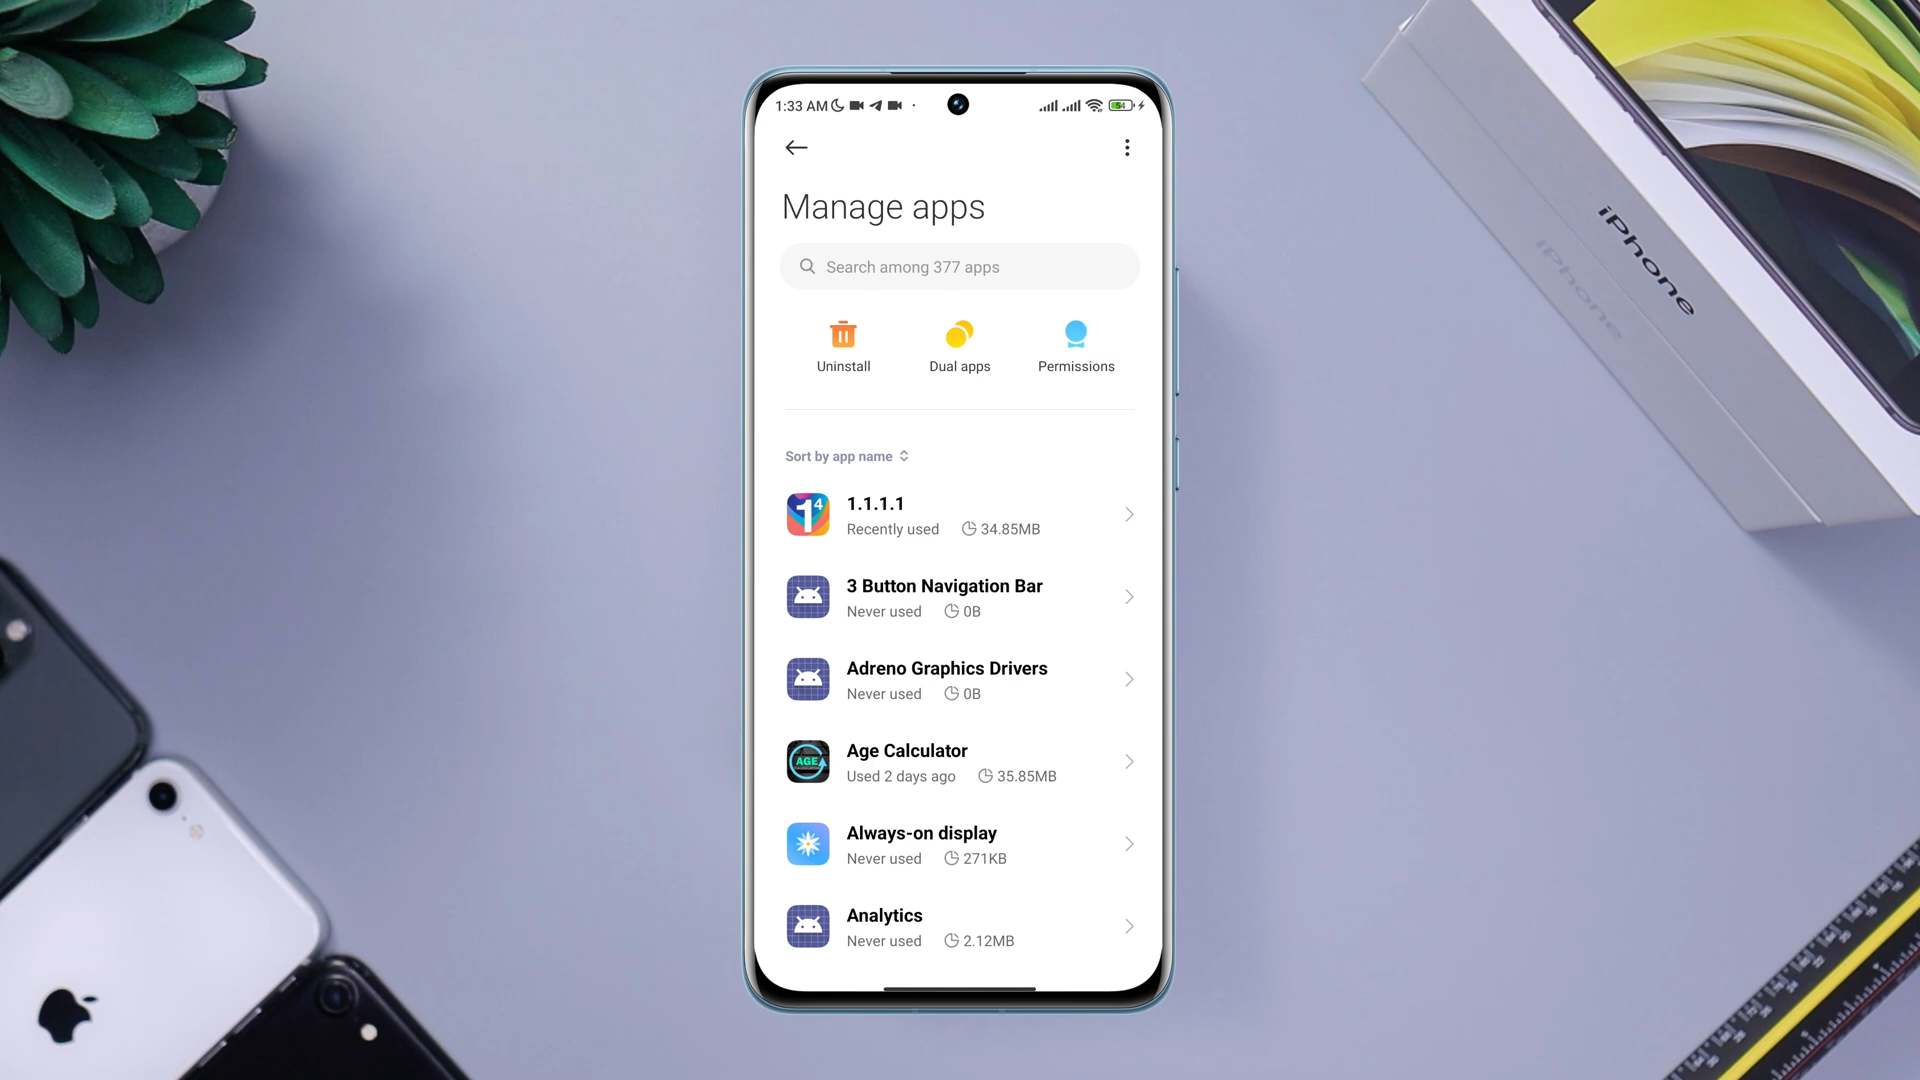 1:33 AM
54
Manage apps
Search among 377 apps
Uninstall
Dual apps
Permissions
Sort by app name
1.1.1.1
Recently used 34.85MB
3 Button Navigation Bar
Never used 0B
Adreno Graphics Drivers
Never used 0B
AGE
Age Calculator
Used 2 days ago 35.85MB
Always-on display
Never used 271KB
Analytics
Never used 2.12MB
iPhone
iPhone